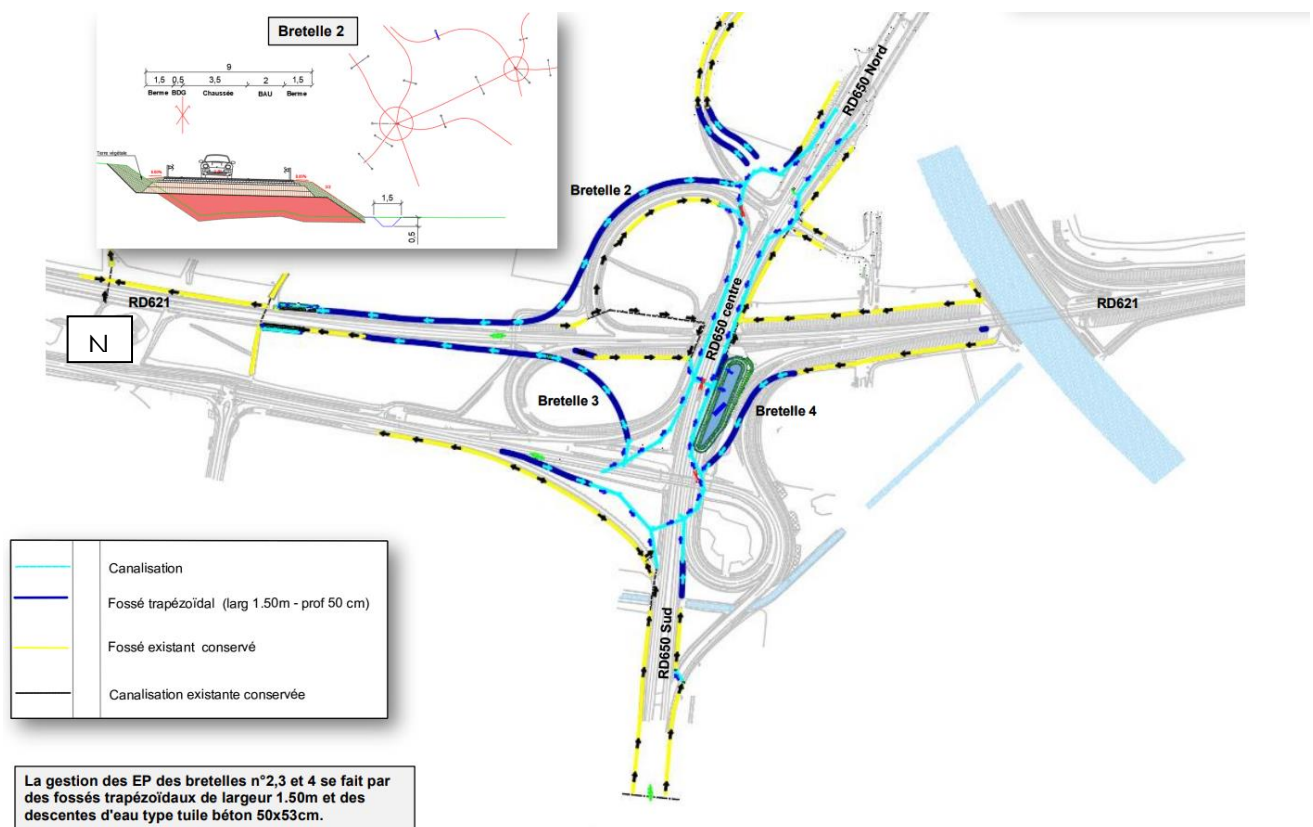 Bretelle 2
9
1,5 0,5 3,5 2 1,5
Berme BDG Chaussée BAU Berme
Terre végétale
1,5
0,5
RD650 Nord
Bretelle 2
RD621
RD650 centre
RD621
N
Bretelle 3
Bretelle 4
RD650 Sud
Canalisation
Fossé trapézoïdal (larg 1.50m - prof 50 cm)
Fossé existant conservé
Canalisation existante conservée
La gestion des EP des bretelles n°2,3 et 4 se fait par
des fossés trapézoïdaux de largeur 1.50m et des
descentes d'eau type tuile béton 50x53cm.